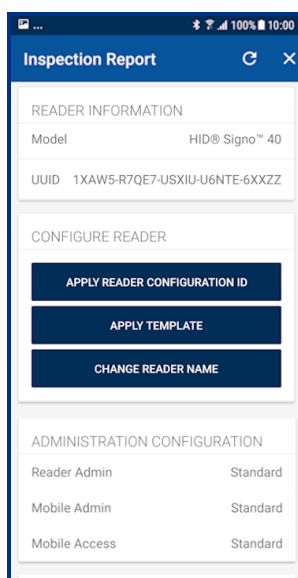 ... 100% 10:00
Inspection Report
READER INFORMATION
Model HID® Signo™ 40
UUID 1XAW5-R7QE7-USXIU-U6NTE-6XXZZ
CONFIGURE READER
APPLY READER CONFIGURATION ID
APPLY TEMPLATE
CHANGE READER NAME
ADMINISTRATION CONFIGURATION
Reader Admin Standard
Mobile Admin Standard
Mobile Access Standard